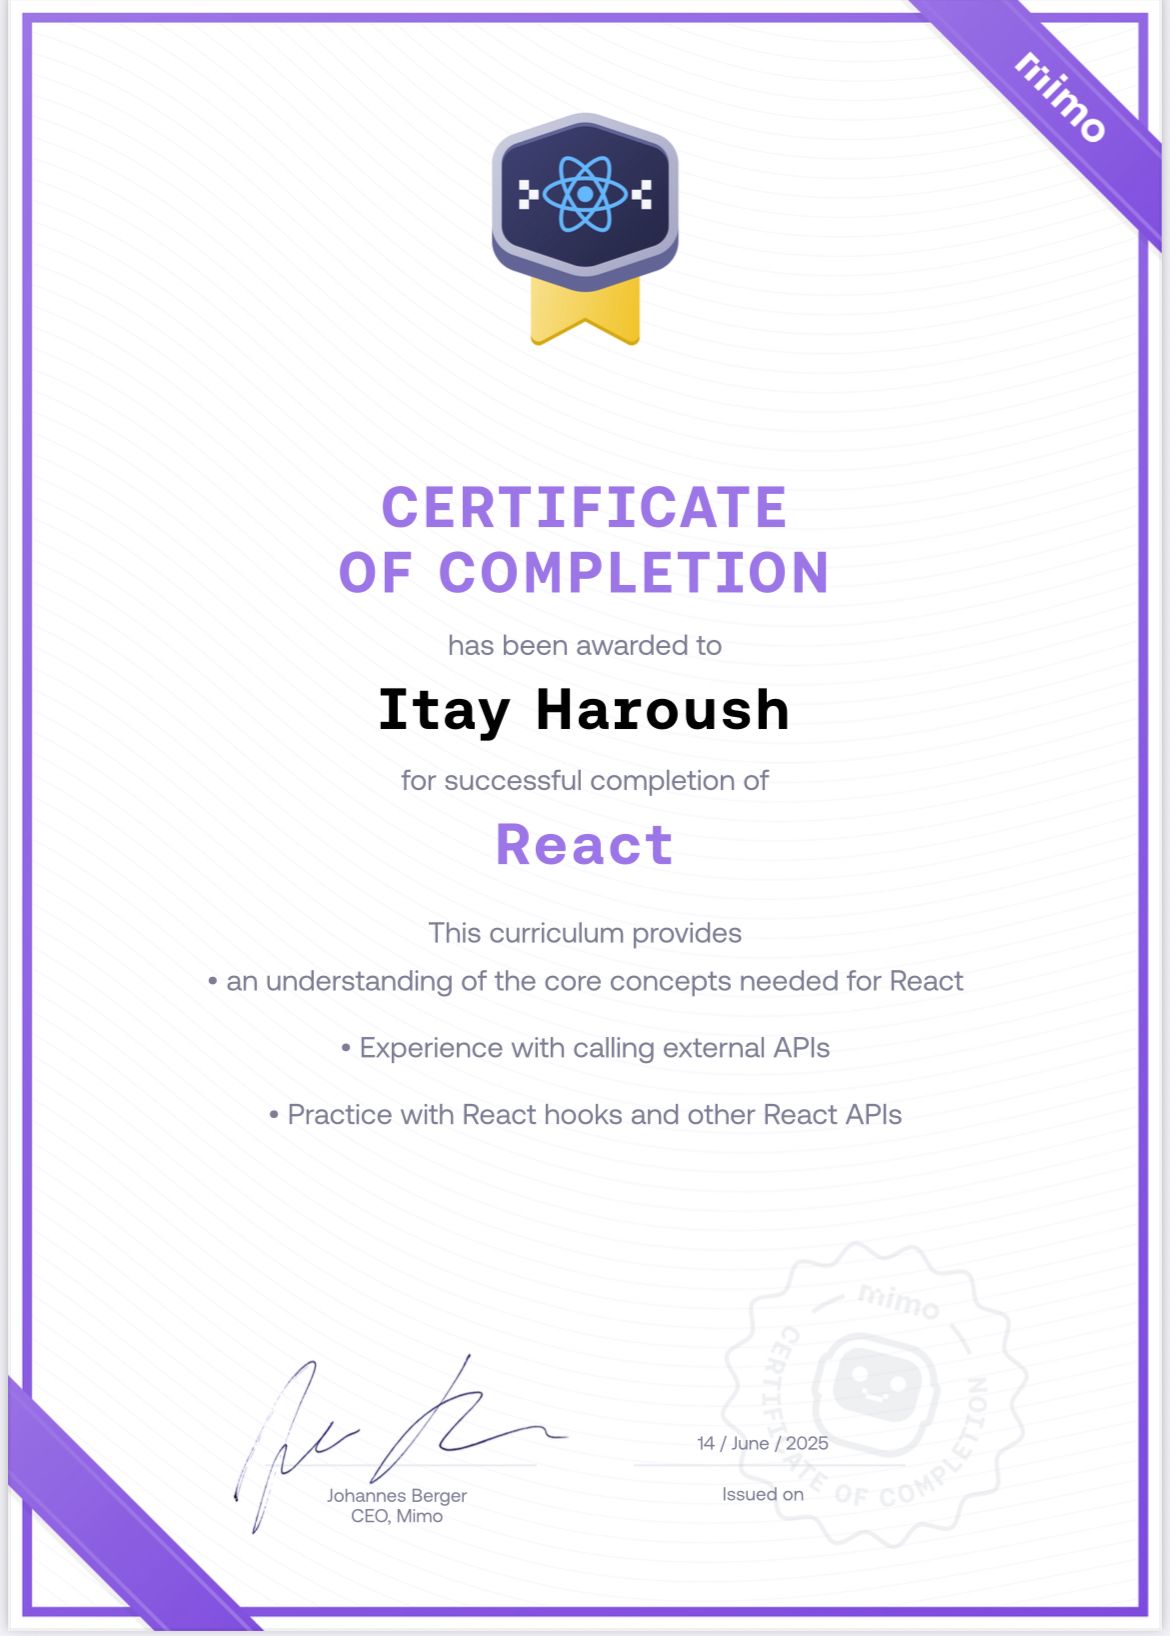 mimo
CERTIFICATE
OF COMPLETION
has been awarded to
Itay Haroush
for successful completion of
React
This curriculum provides
• an understanding of the core concepts needed for React
• Experience with calling external APIs
• Practice with React hooks and other React APIs
mimo
CERTIFICATE OF COMPLETION
14 / June / 2025
Issued on
Johannes Berger
CEO, Mimo